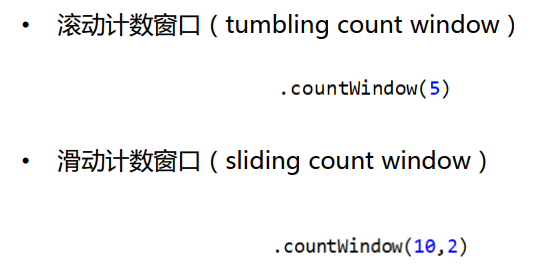 • 滚动计数窗口（tumbling count window）
.countWindow(5)
• 滑动计数窗口（sliding count window）
.countWindow(10,2)